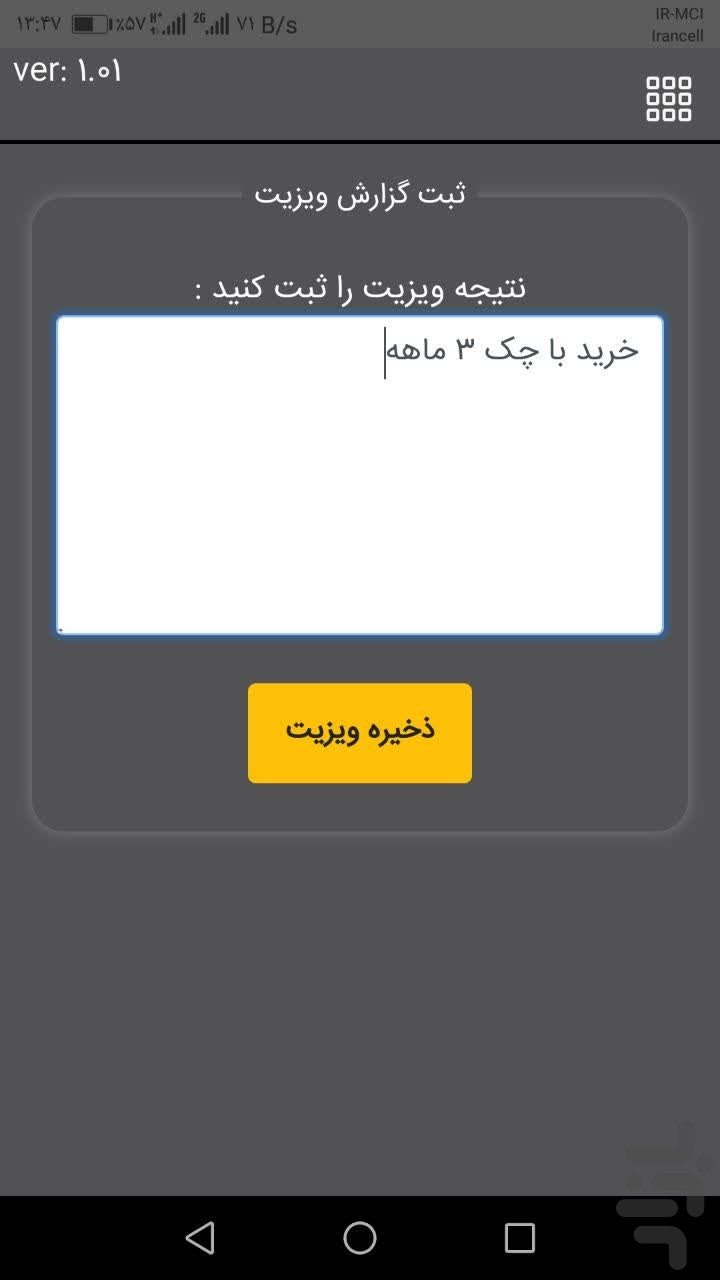 ۱۳:۴۷ ٪۵۷ H+ 2G ۷۱ B/s
IR-MCI
Irancell
ver: ۱.۰۱
ثبت گزارش ویزیت
نتیجه ویزیت را ثبت کنید :
خرید با چک ۳ ماهه
ذخیره ویزیت